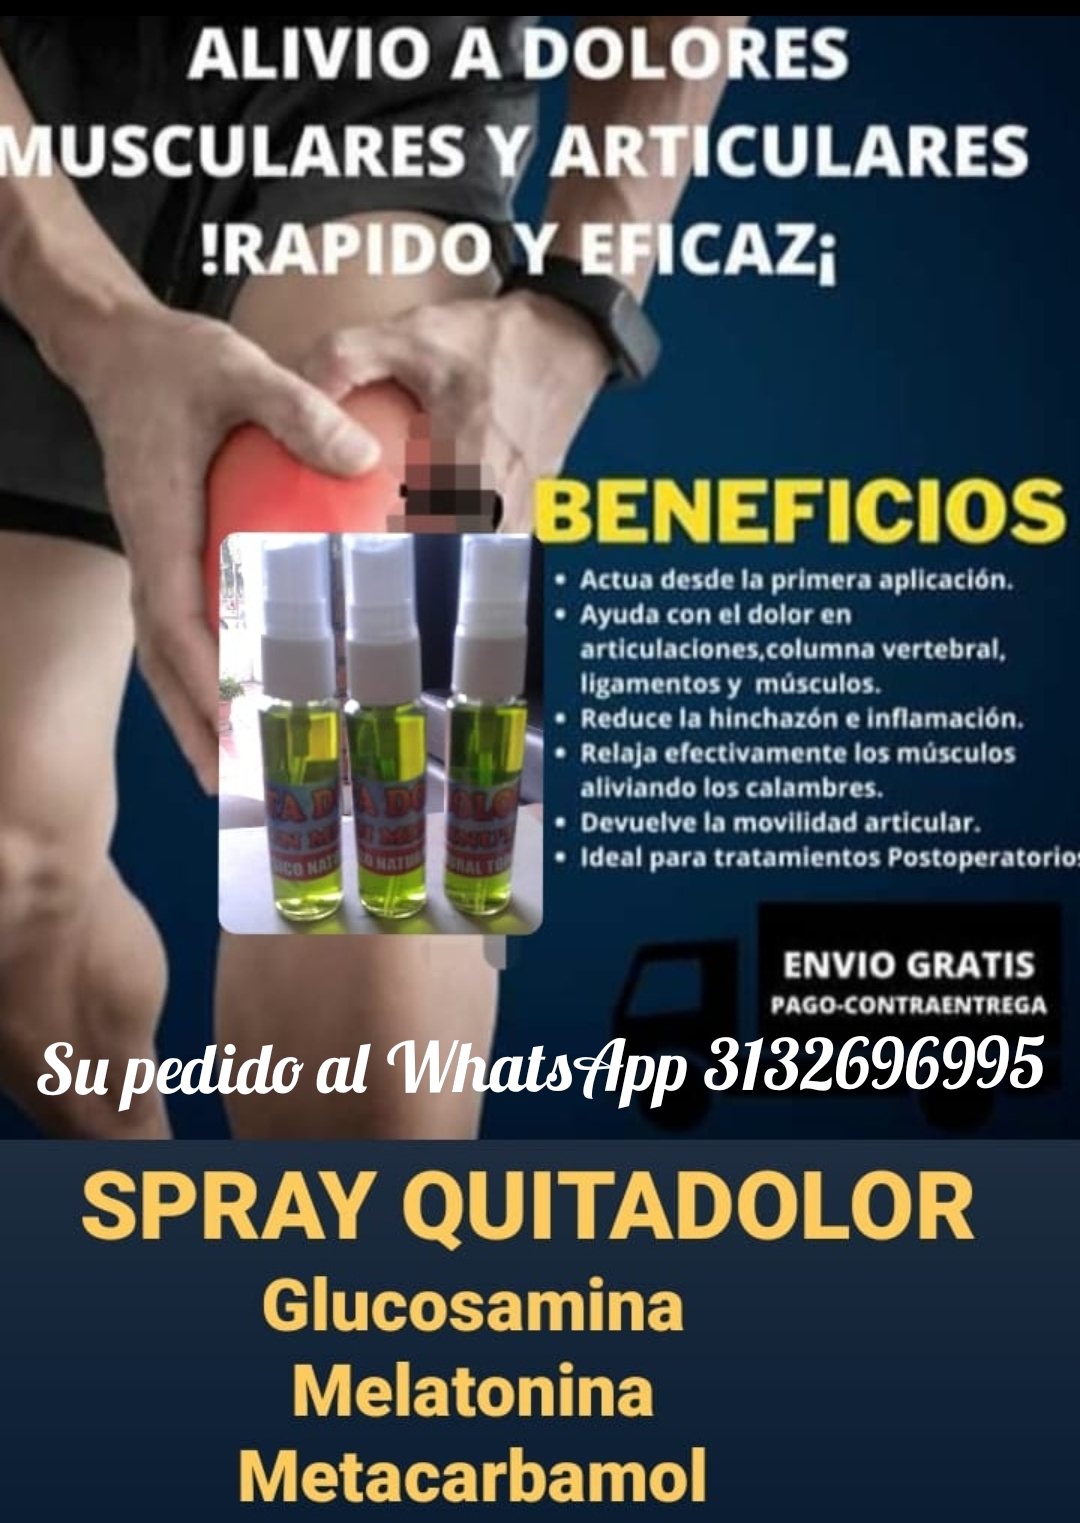 ALIVIO A DOLORES
MUSCULARES Y ARTICULARES
!RAPIDO Y EFICAZ¡
BENEFICIOS
• Actua desde la primera aplicación.
• Ayuda con el dolor en
articulaciones,columna vertebral,
ligamentos y músculos.
• Reduce la hinchazón e inflamación.
• Relaja efectivamente los músculos
aliviando los calambres.
• Devuelve la movilidad articular.
• Ideal para tratamientos Postoperatorios
ENVIO GRATIS
PAGO-CONTRAENTREGA
Su pedido al WhatsApp 3132696995
SPRAY QUITADOLOR
Glucosamina
Melatonina
Metacarbamol